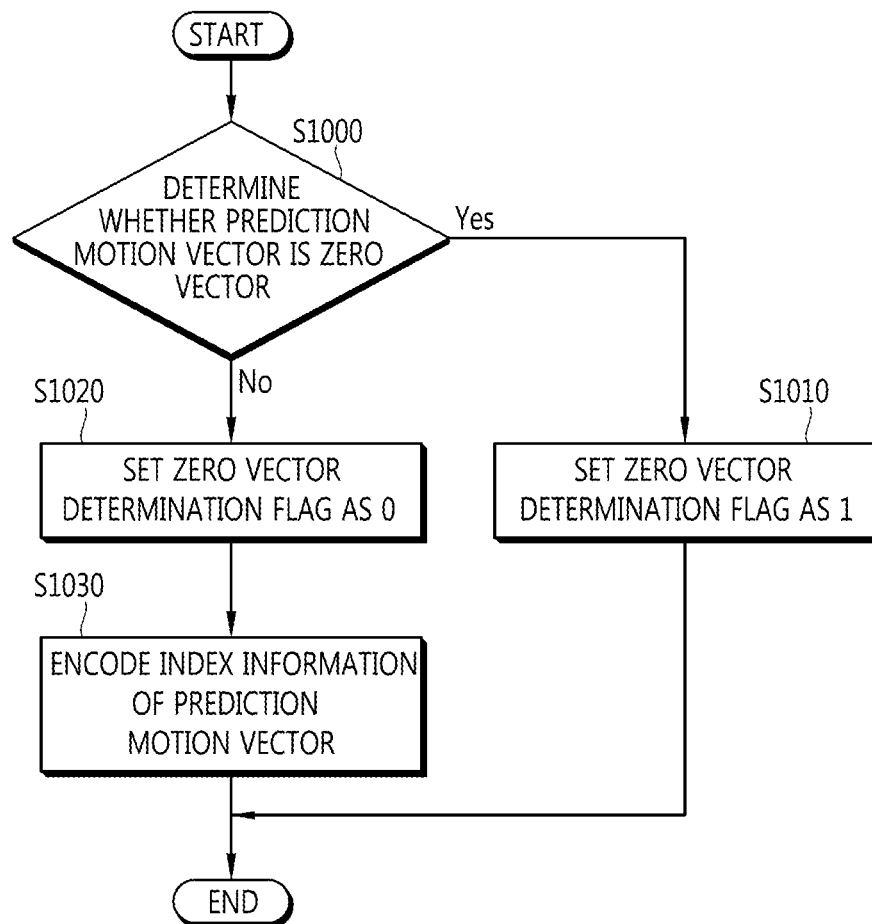 START
S1000
DETERMINE
WHETHER PREDICTION
MOTION VECTOR IS ZERO
VECTOR
Yes
No
S1020
SET ZERO VECTOR
DETERMINATION FLAG AS 0
S1010
SET ZERO VECTOR
DETERMINATION FLAG AS 1
S1030
ENCODE INDEX INFORMATION
OF PREDICTION
MOTION VECTOR
END